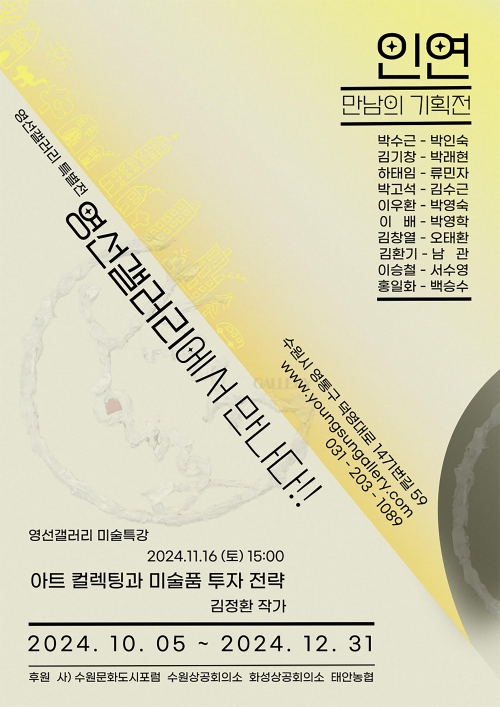 인연
만남의 기획전
박수근 - 박인숙
김기창 - 박래현
하태임 - 류민자
박고석 - 김수근
이우환 - 박영숙
이 배 - 박영학
김창열 - 오태환
김환기 - 남 관
이승철 - 서수영
홍일화 - 백승수
영선갤러리 특별전
영선갤러리에서 만나다!!
수원시 영통구 덕영대로 1471번길 59
www.youngsungallery.com
031 - 203 - 1089
영선갤러리 미술특강
2024.11.16 (토) 15:00
아트 컬렉팅과 미술품 투자 전략
김정환 작가
2024. 10. 05 ~ 2024. 12. 31
후원 사) 수원문화도시포럼 수원상공회의소 화성상공회의소 태안농협